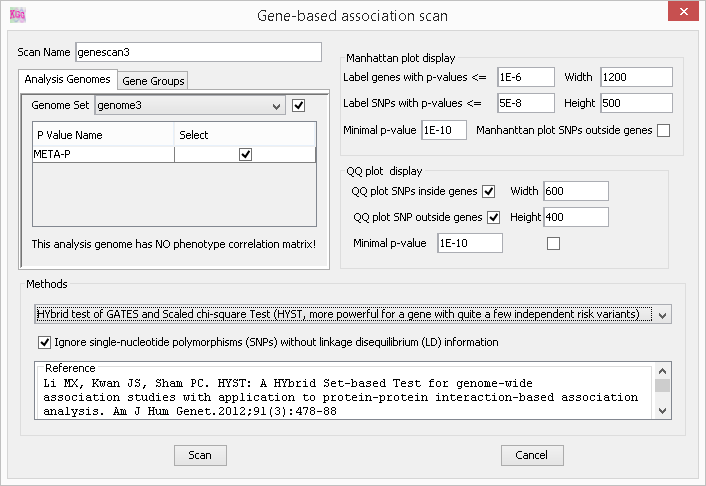 Gene-based association scan
Scan Name genescan3
Analysis Genomes Gene Groups
Genome Set genome3
P Value Name Select
META-P
This analysis genome has NO phenotype correlation matrix!
Manhattan plot display
Label genes with p-values <= 1E-6 Width 1200
Label SNPs with p-values <= 5E-8 Height 500
Minimal p-value 1E-10 Manhanttan plot SNPs outside genes
QQ plot display
QQ plot SNPs inside genes Width 600
QQ plot SNP outside genes Height 400
Minimal p-value 1E-10
Methods
HYbrid test of GATES and Scaled chi-square Test (HYST, more powerful for a gene with quite a few independent risk variants)
Ignore single-nucleotide polymorphisms (SNPs) without linkage disequilibrium (LD) information
Reference
Li MX, Kwan JS, Sham PC. HYST: A HYbrid Set-based Test for genome-wide
association studies with application to protein-protein interaction-based association
analysis. Am J Hum Genet.2012;91(3):478-88
Scan Cancel